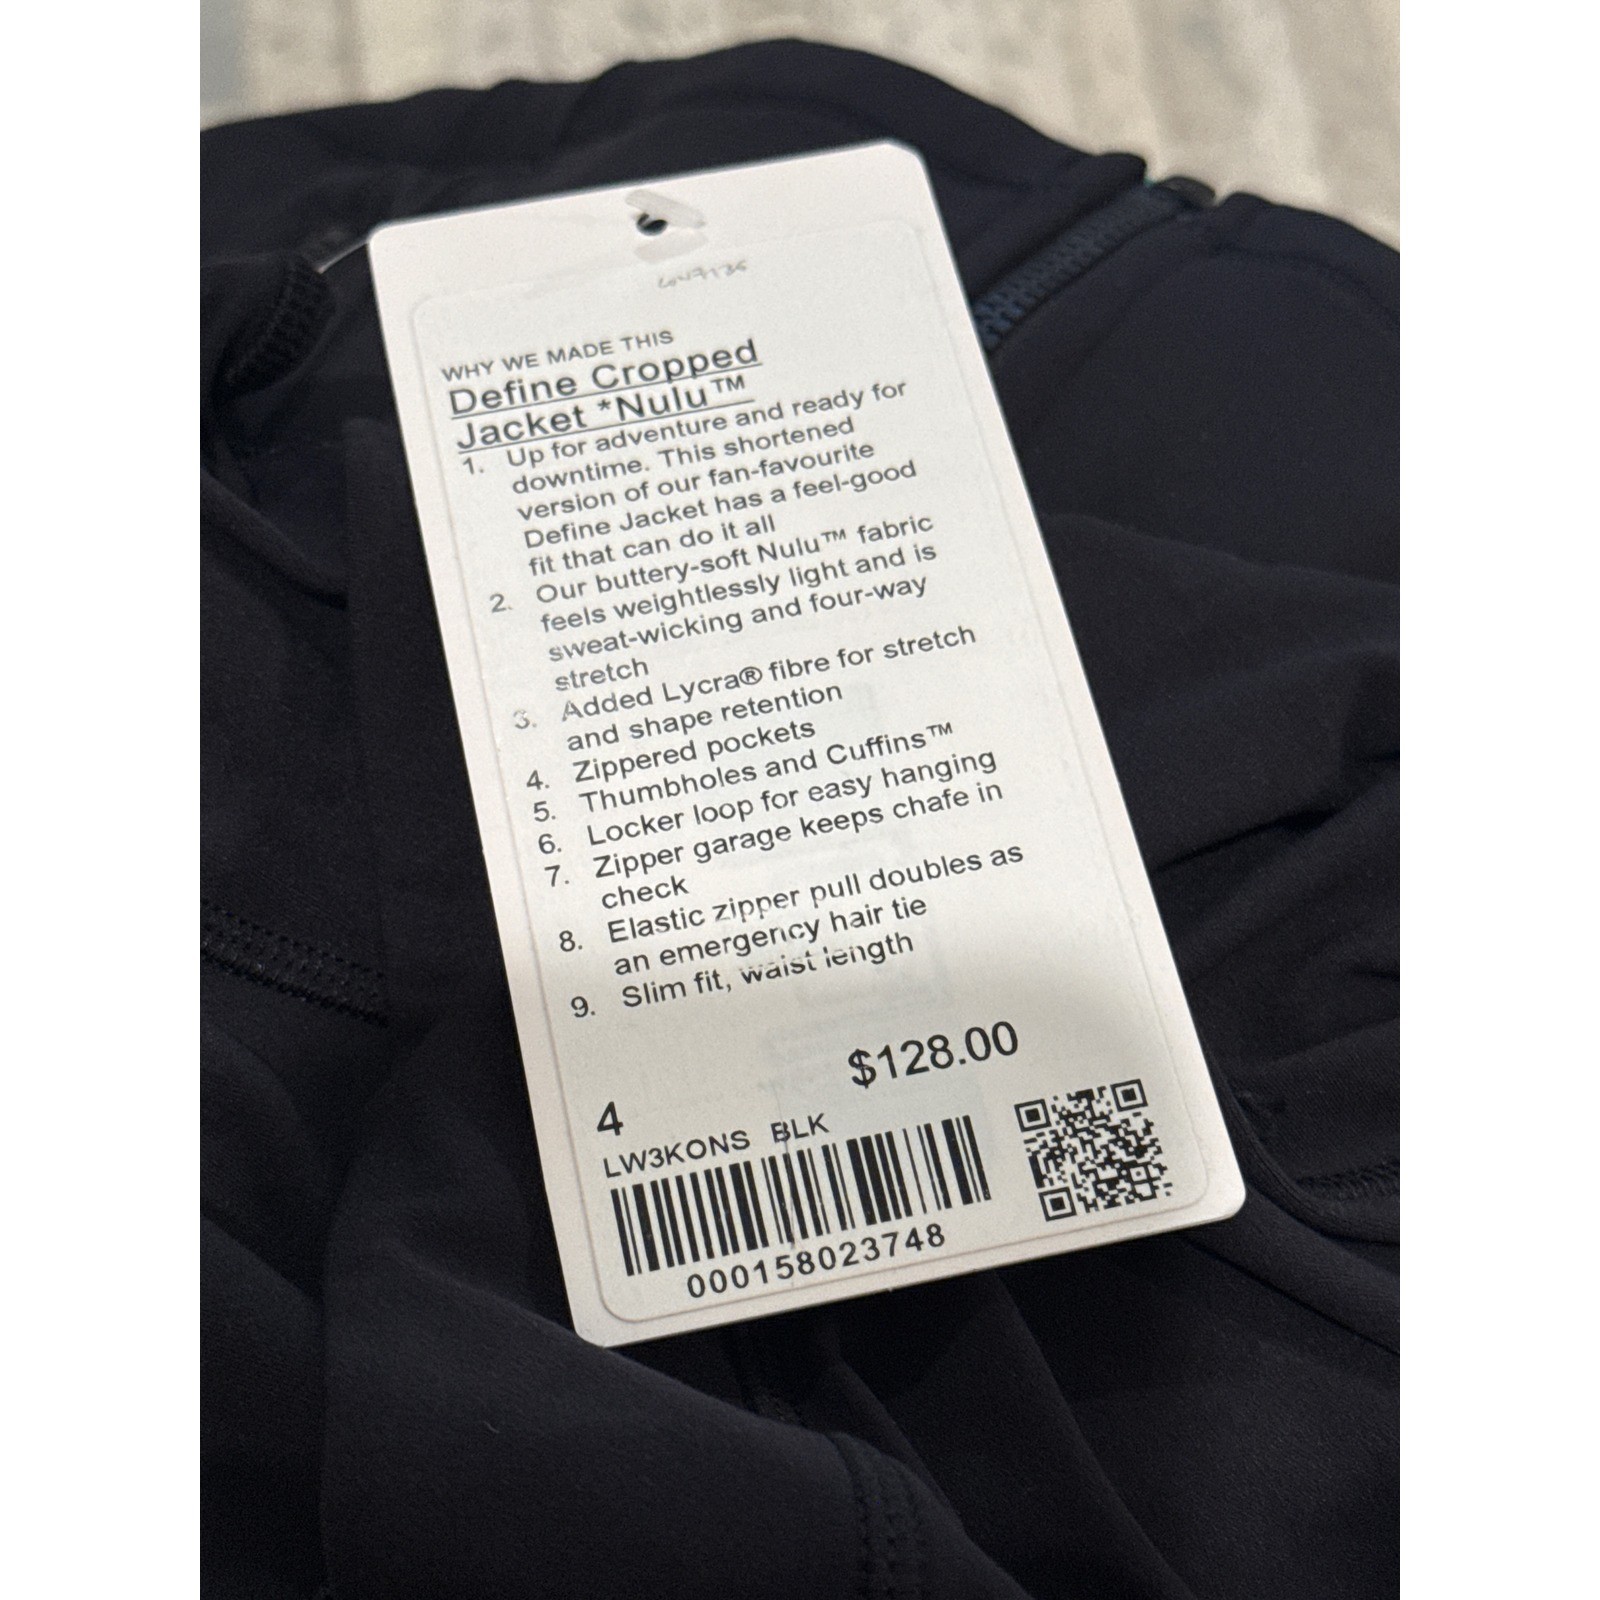 WHY WE MADE THIS
Define Cropped
Jacket *Nulu™
1. Up for adventure and ready for
downtime. This shortened
version of our fan-favourite
Define Jacket has a feel-good
fit that can do it all
2. Our buttery-soft Nulu™ fabric
feels weightlessly light and is
sweat-wicking and four-way
stretch
3. Added Lycra® fibre for stretch
and shape retention
4. Zippered pockets
5. Thumbholes and Cuffins™
6. Locker loop for easy hanging
7. Zipper garage keeps chafe in
check
8. Elastic zipper pull doubles as
an emergency hair tie
9. Slim fit, waist length
$128.00
4
LW3KONS BLK
000158023748